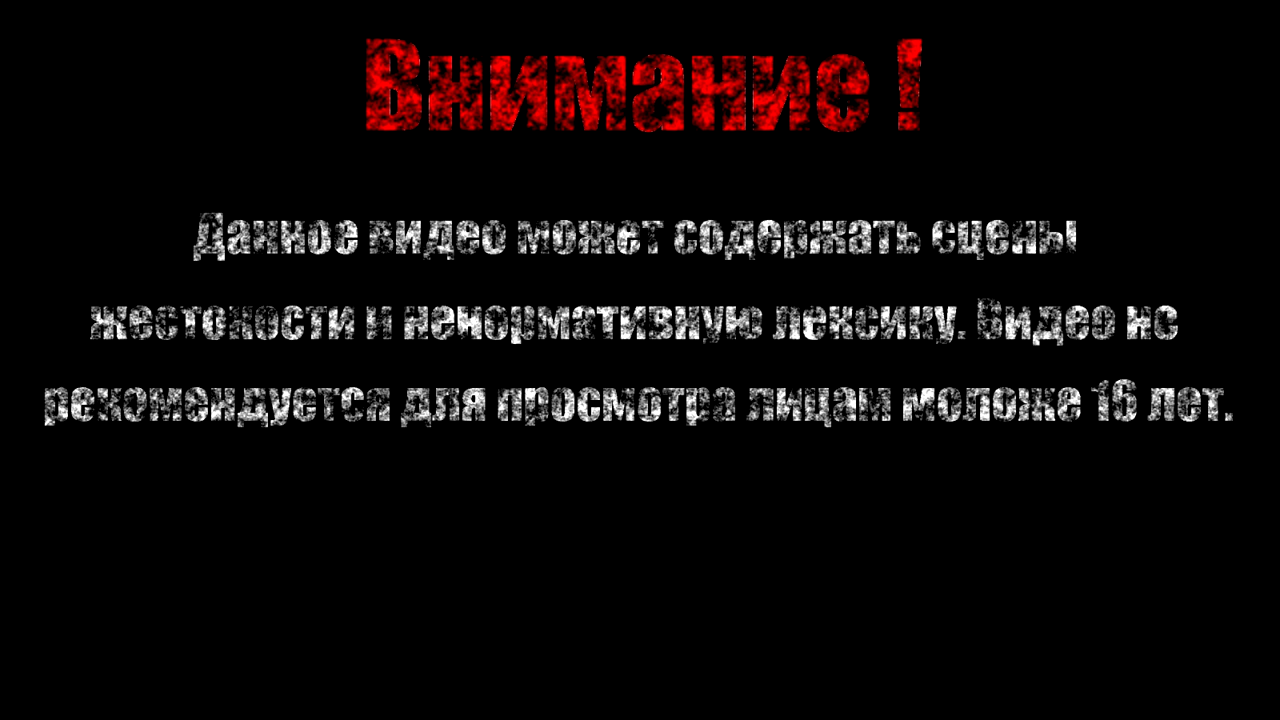 Внимание !
Данное видео может содержать сцены
жестокости и ненормативную лексику. Видео не
рекомендуется для просмотра лицам моложе 16 лет.